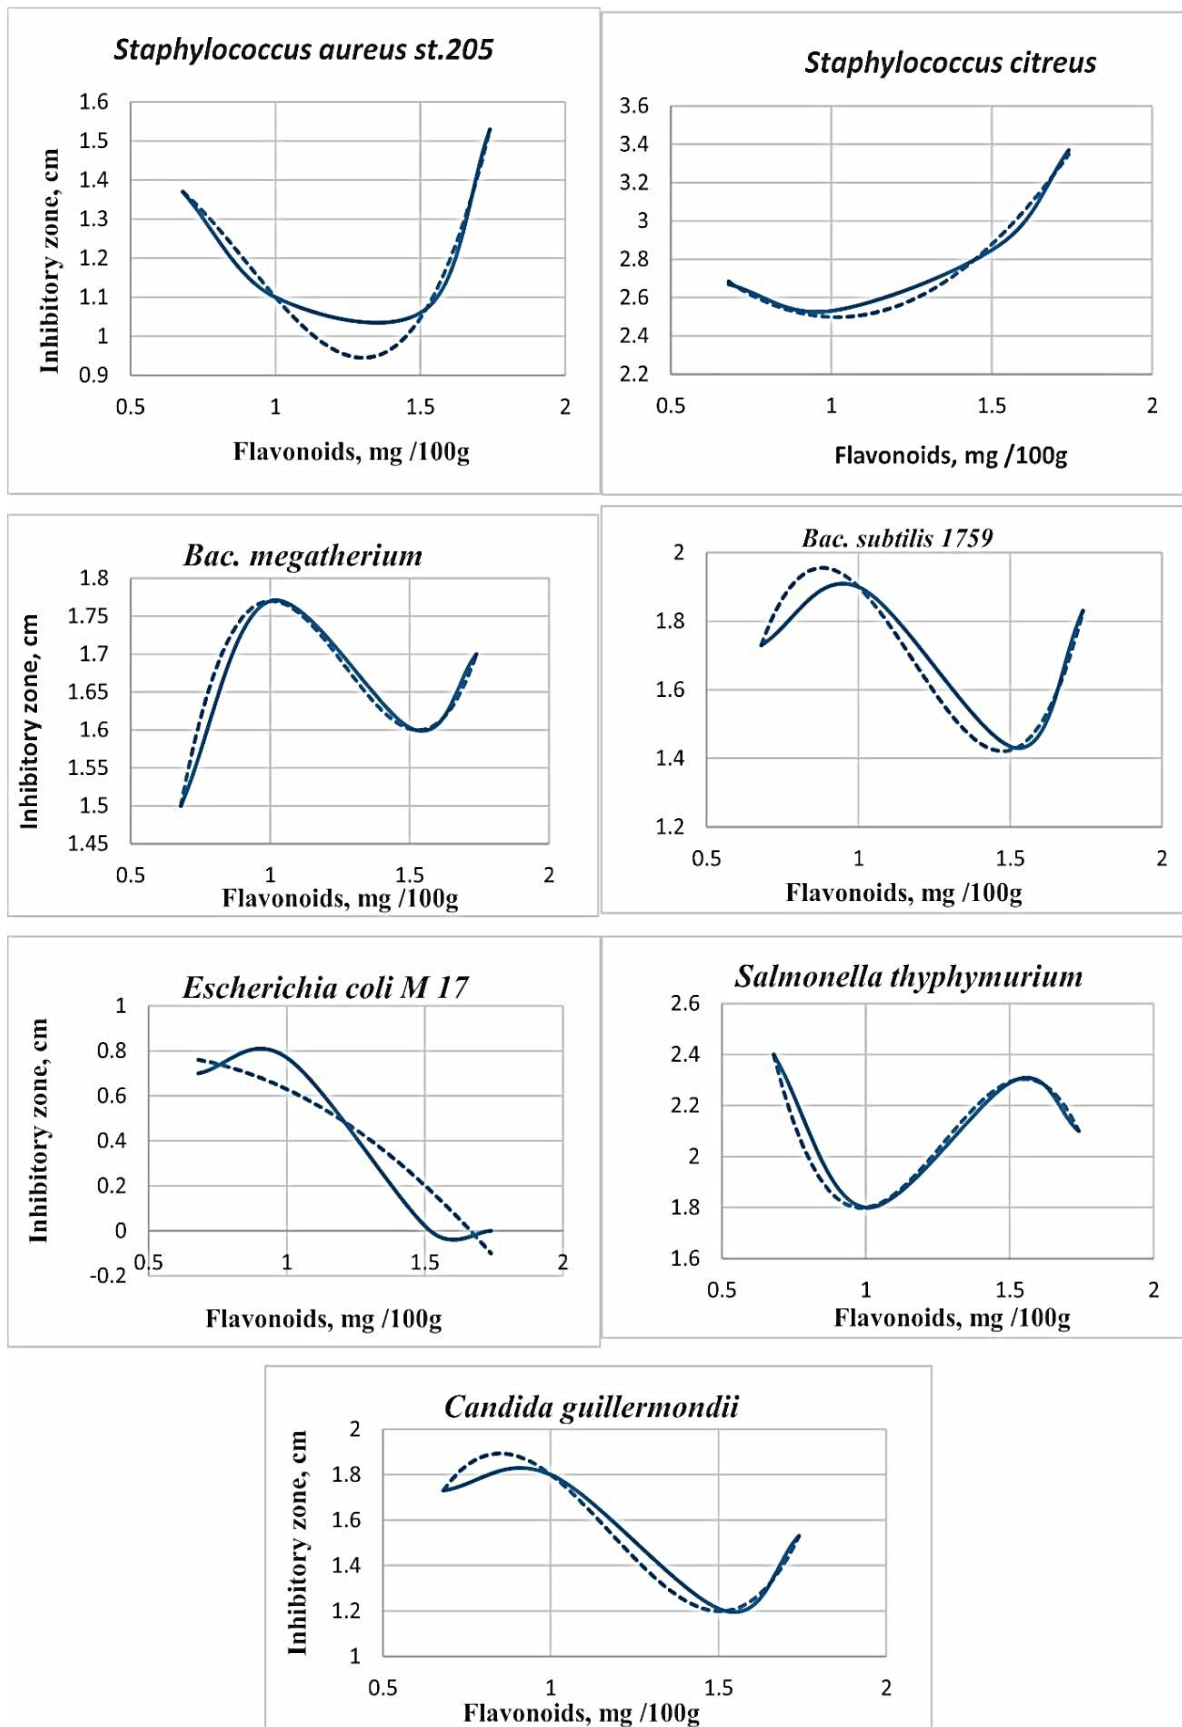 Staphylococcus aureus st.205
1.6
1.5
1.4
1.3
1.2
1.1
1
0.9
Inhibitory zone, cm
0.5 1 1.5 2
Flavonoids, mg /100g
Staphylococcus citreus
3.6
3.4
3.2
3
2.8
2.6
2.4
2.2
0.5 1 1.5 2
Flavonoids, mg /100g
Bac. megatherium
1.8
1.75
1.7
1.65
1.6
1.55
1.5
1.45
Inhibitory zone, cm
0.5 1 1.5 2
Flavonoids, mg /100g
Bac. subtilis 1759
2
1.8
1.6
1.4
1.2
0.5 1 1.5 2
Flavonoids, mg /100g
Escherichia coli M 17
1
0.8
0.6
0.4
0.2
0
-0.2
Inhibitory zone, cm
0.5 1 1.5 2
Flavonoids, mg /100g
Salmonella thyphymurium
2.6
2.4
2.2
2
1.8
1.6
0.5 1 1.5 2
Flavonoids, mg /100g
Candida guillermondii
2
1.8
1.6
1.4
1.2
1
Inhibitory zone, cm
0.5 1 1.5 2
Flavonoids, mg /100g